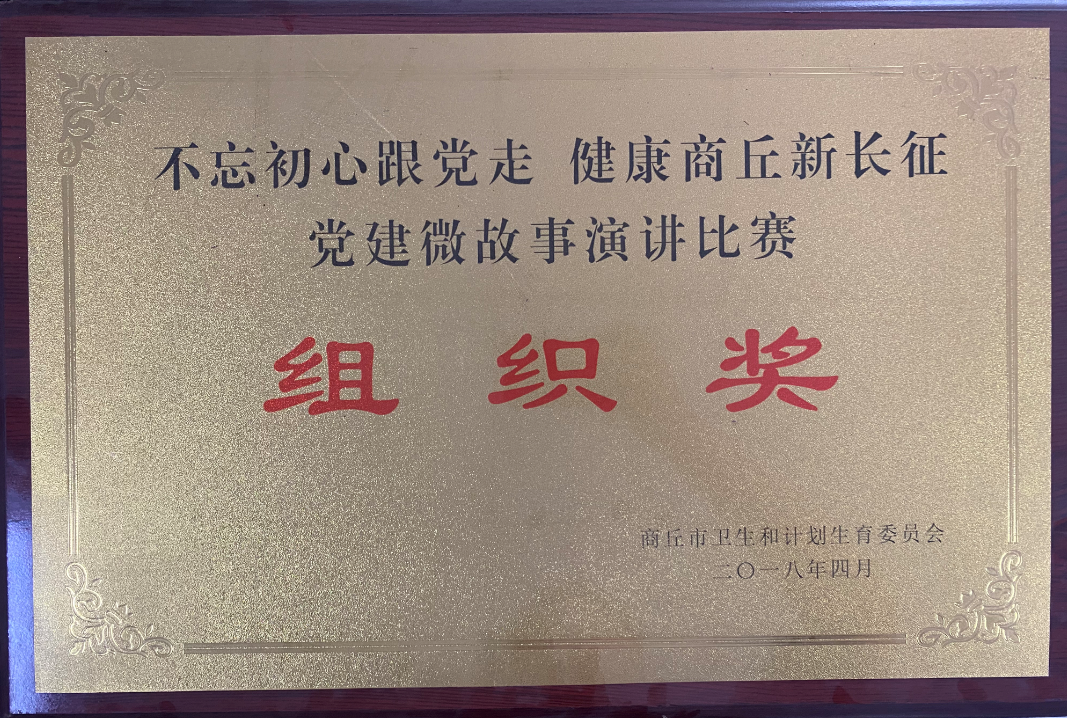 不忘初心跟党走 健康商丘新长征
党建微故事演讲比赛
组织奖
商丘市卫生和计划生育委员会
二〇一八年四月